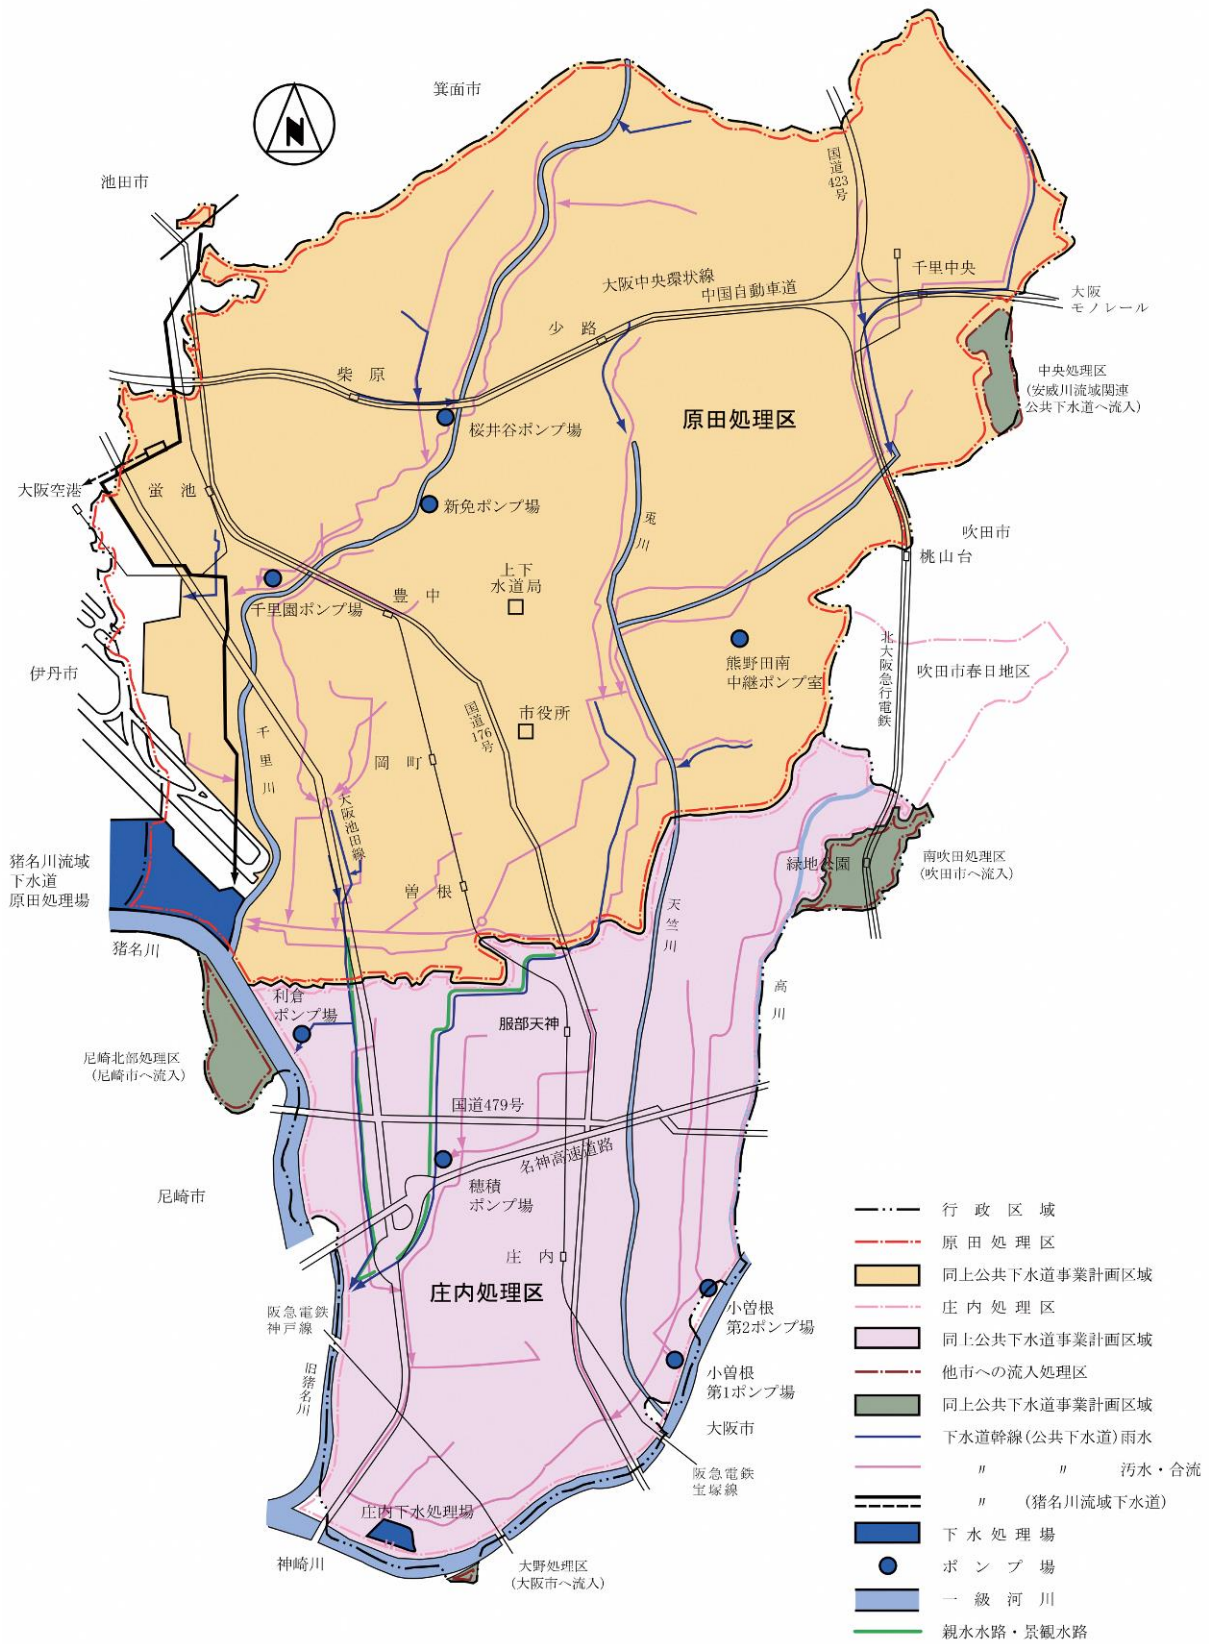 箕面市
N
池田市
国道
423
号
千里中央
大阪中央環状線
中国自動車道
大阪
モノレール
少 路
柴 原
中央処理区
(安威川流域関連
公共下水道へ流入)
原田処理区
桜井谷ポンプ場
大阪空港
蛍 池
新免ポンプ場
兎川
吹田市
桃山台
上下
水道局
豊 中
千里園ポンプ場
熊野田南
中継ポンプ室
北大阪急行電鉄
吹田市春日地区
伊丹市
国道
176
号
市役所
千里川
岡 町
大阪池田線
猪名川流域
下水道
原田処理場
緑地公園
南吹田処理区
(吹田市へ流入)
曽 根
天竺川
猪名川
高川
利倉
ポンプ場
服部天神
尼崎北部処理区
(尼崎市へ流入)
国道479号
名神高速道路
尼崎市
穂積
ポンプ場
庄 内
庄内処理区
阪急電鉄
神戸線
小曽根
第2ポンプ場
旧猪名川
小曽根
第1ポンプ場
大阪市
阪急電鉄
宝塚線
庄内下水処理場
神崎川
大野処理区
(大阪市へ流入)
行政区域
原田処理区
同上公共下水道事業計画区域
庄内処理区
同上公共下水道事業計画区域
他市への流入処理区
同上公共下水道事業計画区域
下水道幹線(公共下水道)雨水
〃 〃 汚水・合流
〃 (猪名川流域下水道)
下水処理場
ポンプ場
一級河川
親水水路・景観水路